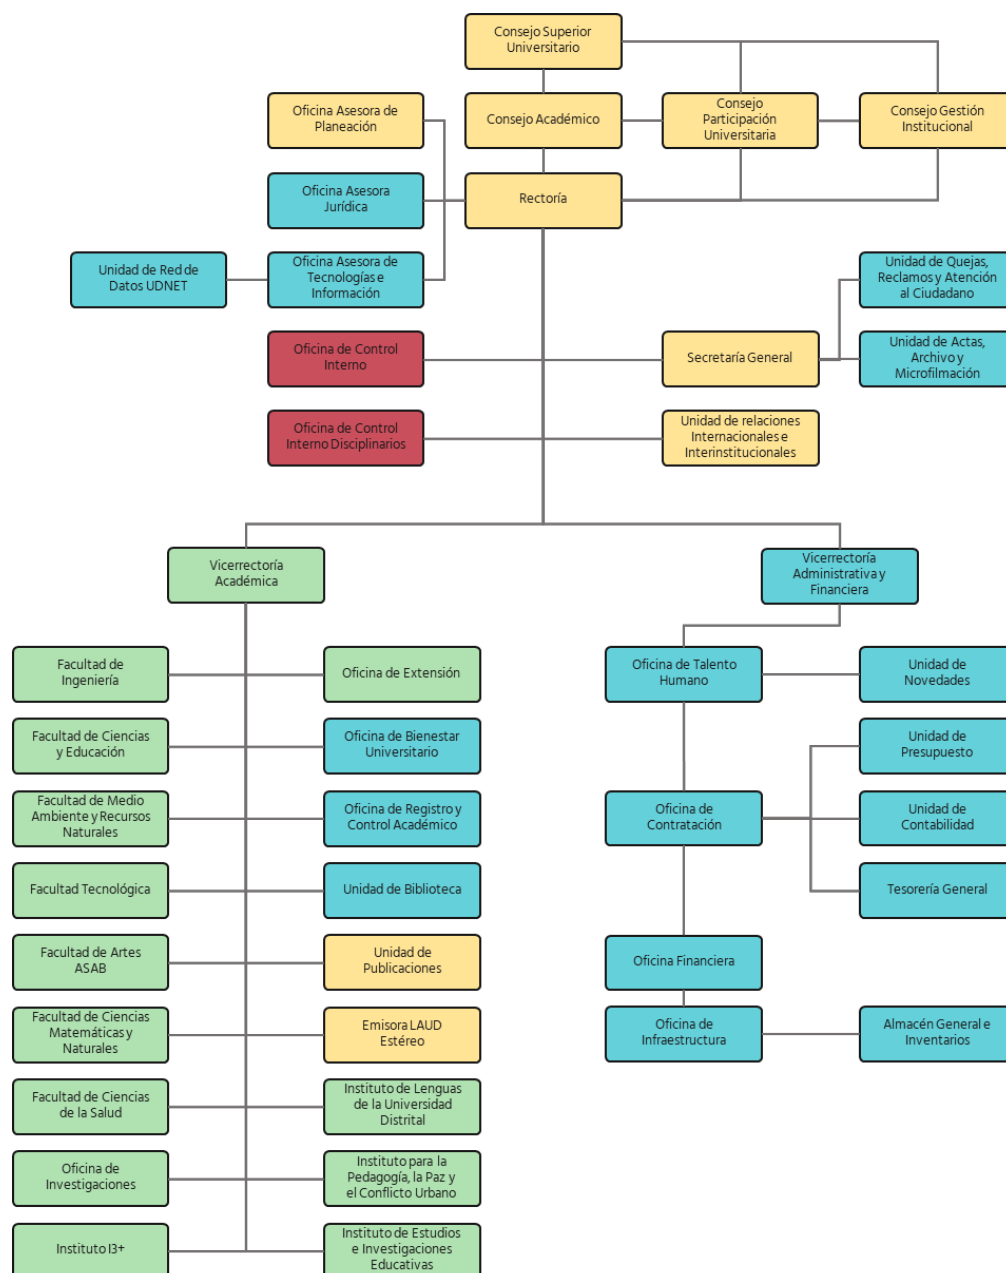 Consejo Superior
Universitario
Oficina Asesora de
Planeación
Consejo Académico
Consejo
Participación
Universitaria
Consejo Gestión
Institucional
Oficina Asesora
Jurídica
Rectoría
Unidad de Red de
Datos UDNET
Oficina Asesora de
Tecnologías e
Información
Unidad de Quejas,
Reclamos y Atención
al Ciudadano
Oficina de Control
Interno
Secretaría General
Unidad de Actas,
Archivo y
Microfilmación
Oficina de Control
Interno Disciplinarios
Unidad de relaciones
Internacionales e
Interinstitucionales
Vicerrectoría
Académica
Vicerrectoría
Administrativa y
Financiera
Facultad de
Ingeniería
Oficina de Extensión
Oficina de Talento
Humano
Unidad de
Novedades
Facultad de Ciencias
y Educación
Oficina de Bienestar
Universitario
Unidad de
Presupuesto
Facultad de Medio
Ambiente y Recursos
Naturales
Oficina de Registro y
Control Académico
Oficina de
Contratación
Unidad de
Contabilidad
Facultad Tecnológica
Unidad de Biblioteca
Tesorería General
Facultad de Artes
ASAB
Unidad de
Publicaciones
Oficina Financiera
Facultad de Ciencias
Matemáticas y
Naturales
Emisora LAUD
Estéreo
Oficina de
Infraestructura
Almacén General e
Inventarios
Facultad de Ciencias
de la Salud
Instituto de Lenguas
de la Universidad
Distrital
Oficina de
Investigaciones
Instituto para la
Pedagogía, la Paz y
el Conflicto Urbano
Instituto I3+
Instituto de Estudios
e Investigaciones
Educativas